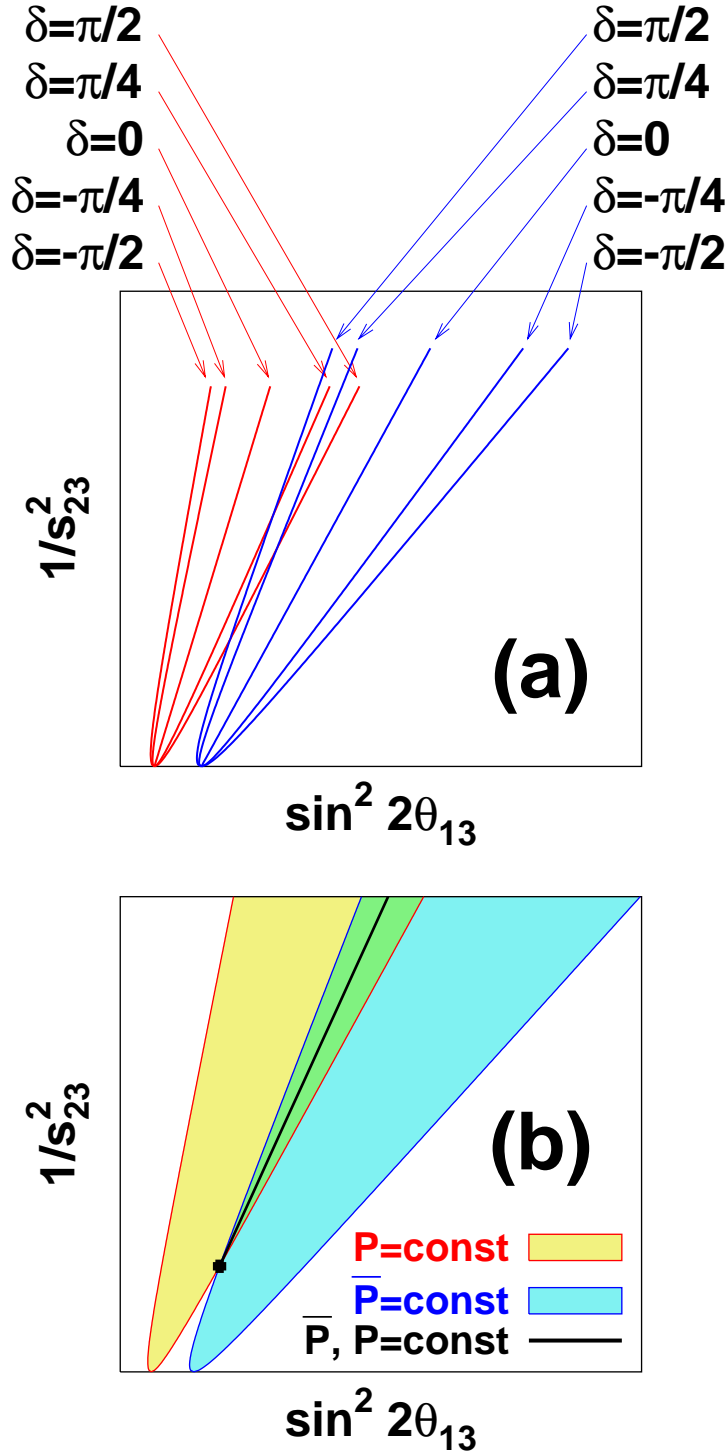 δ=π/2 δ=π/2
δ=π/4 δ=π/4
δ=0 δ=0
δ=-π/4 δ=-π/4
δ=-π/2 δ=-π/2
1/s²₂₃
(a)
sin² 2θ₁₃
1/s²₂₃
(b)
P=const
P̅=const
P̅, P=const
sin² 2θ₁₃